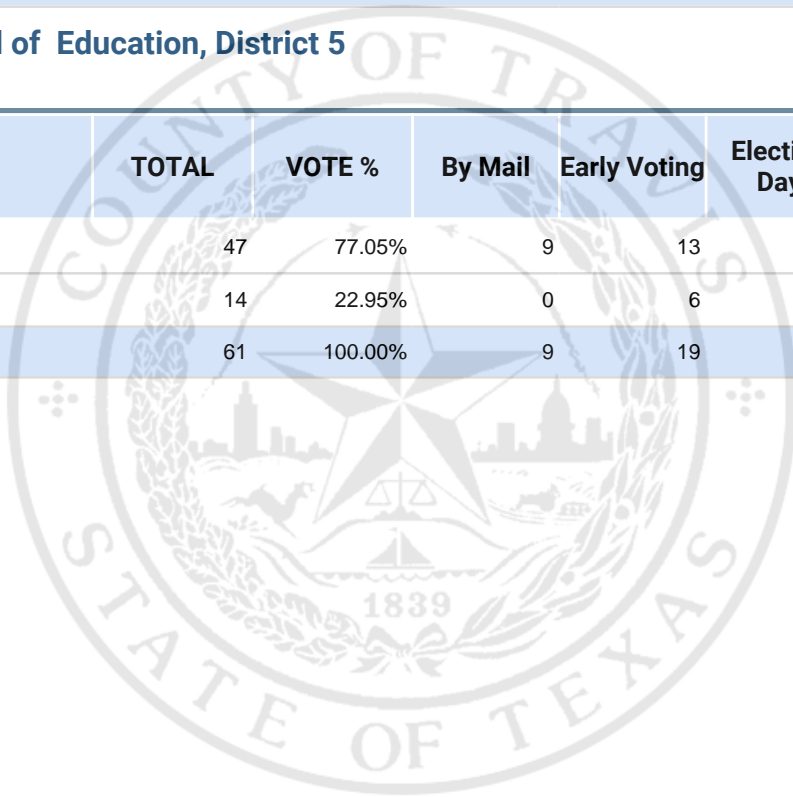 of Education, District 5
TOTAL VOTE % By Mail Early Voting
47 77.05% 9 13
14 22.95% 0 6
61 100.00% 9 19
COUNTY OF TRAVIS
1839
STATE OF TEXAS